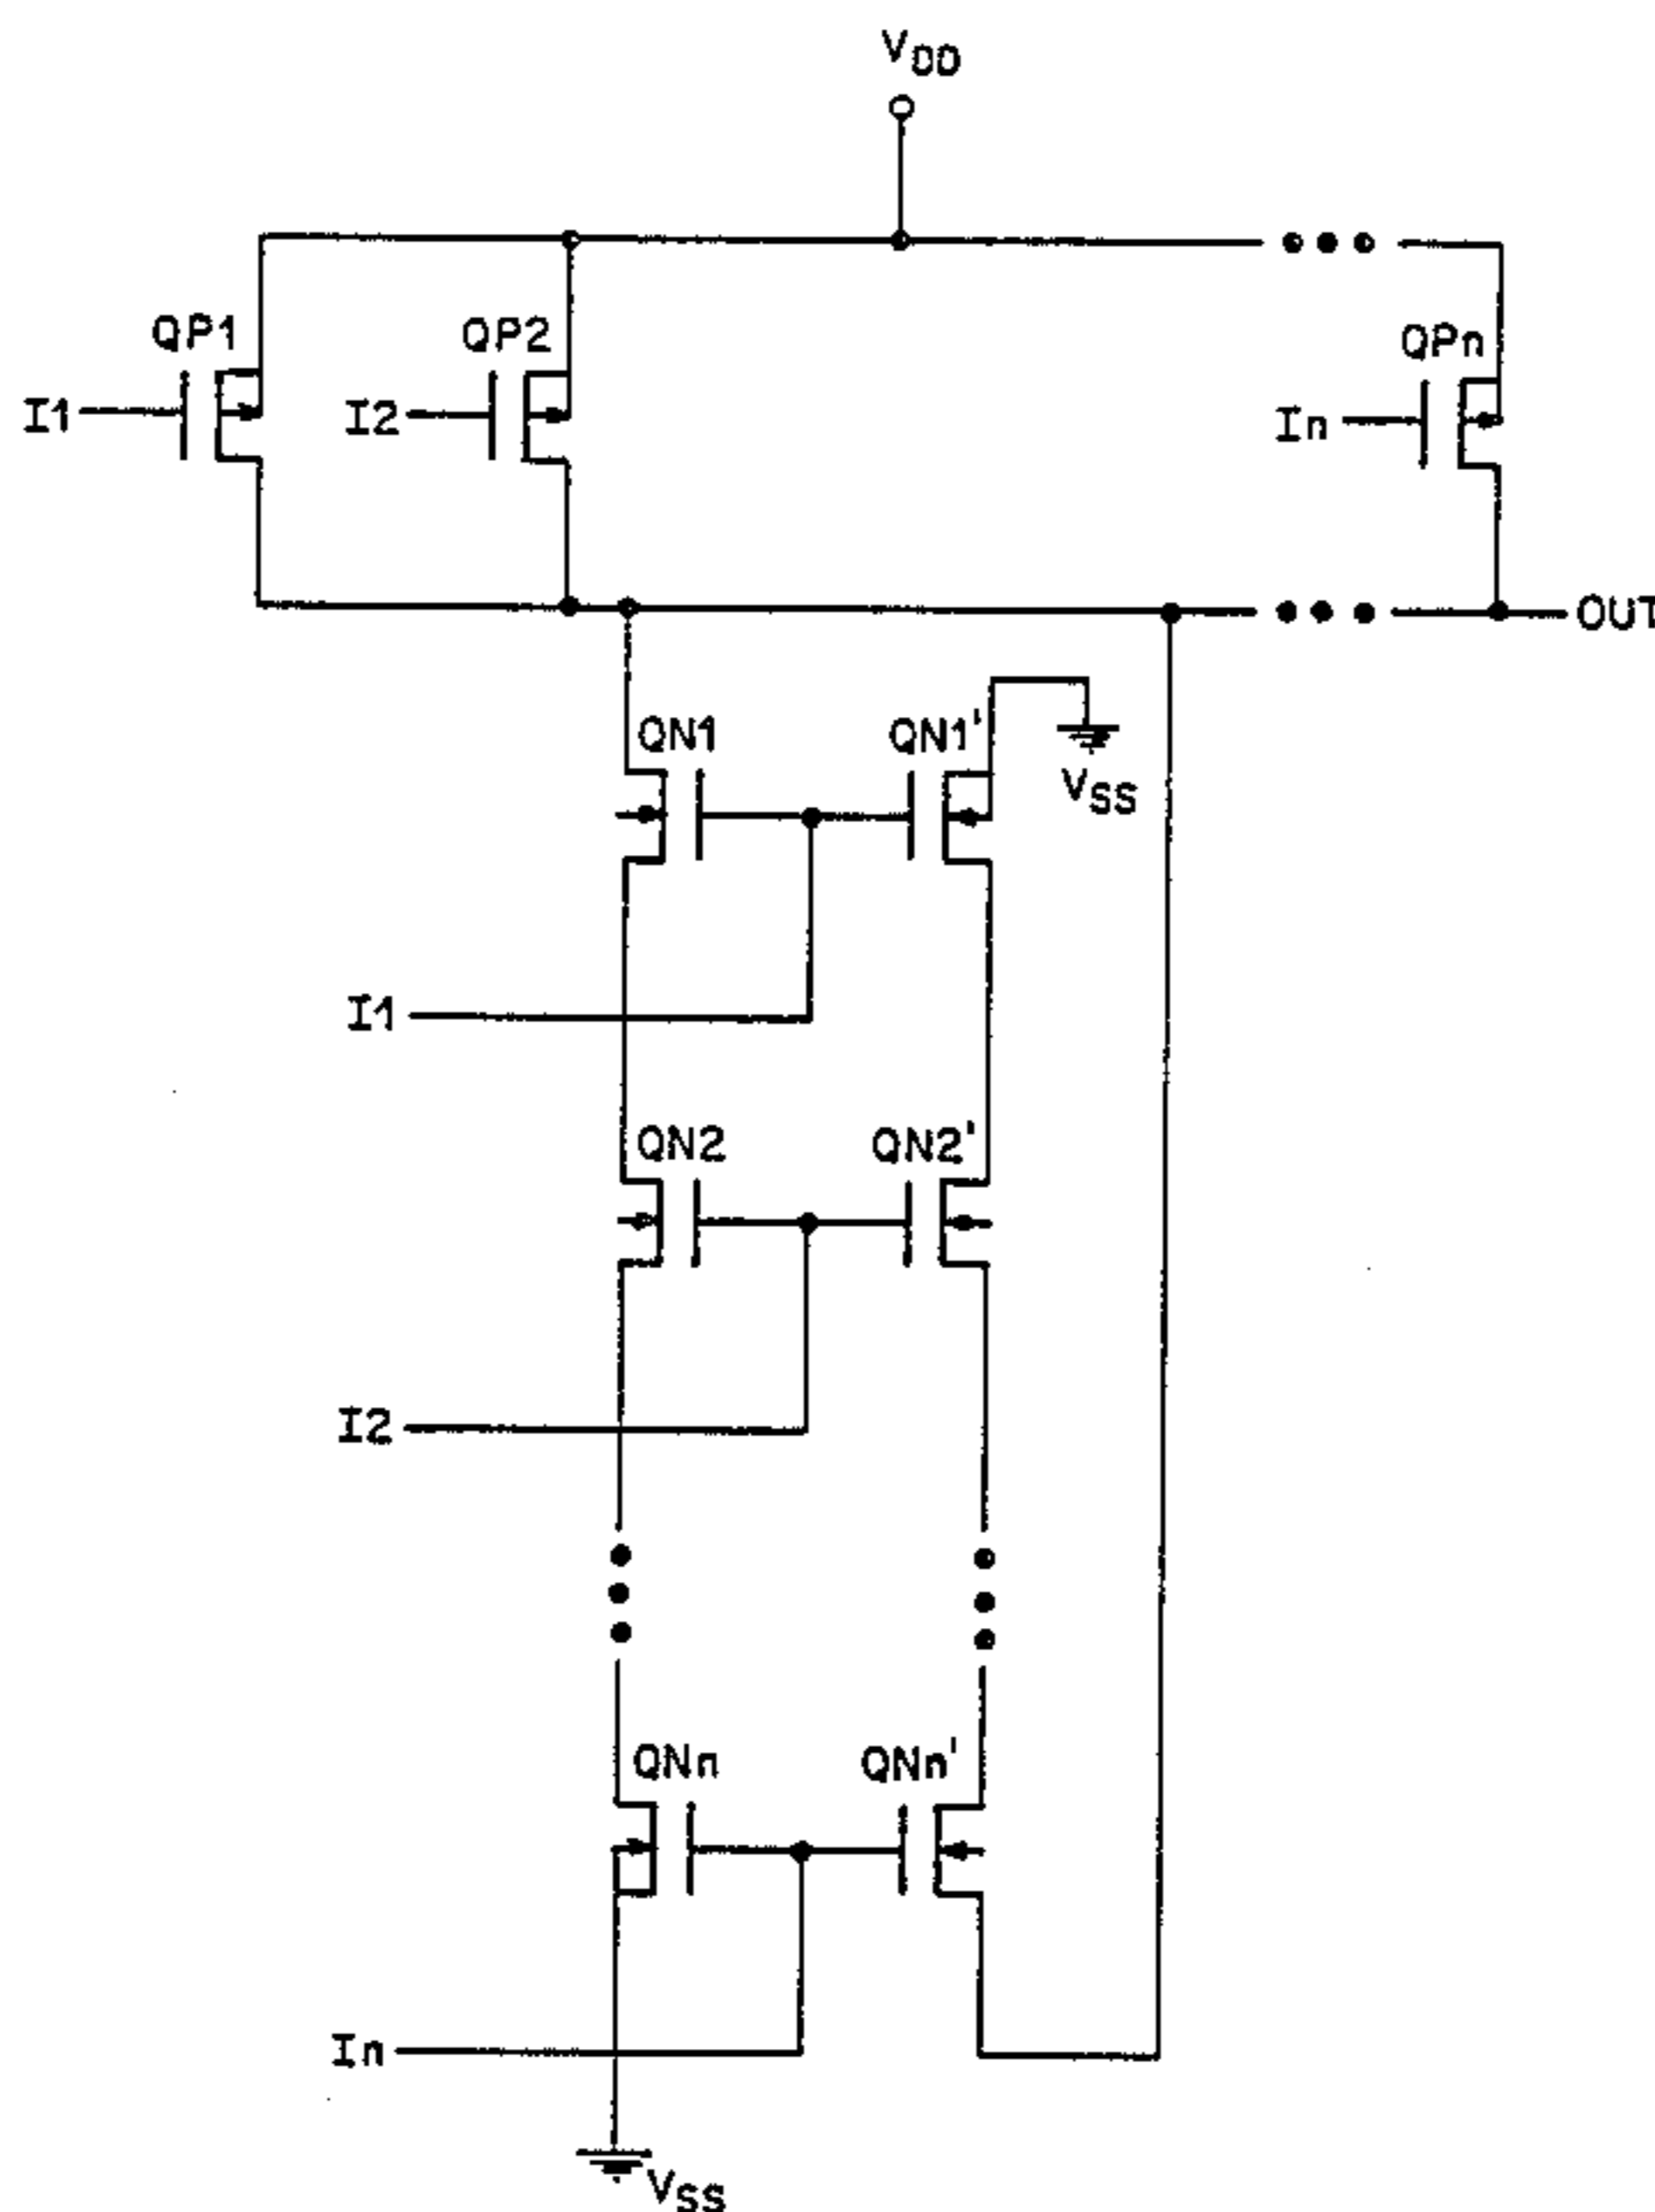 VDD
QP1
QP2
QPn
I1
I2
In
OUT
QN1
QN1'
VSS
I1
QN2
QN2'
I2
QNn
QNn'
In
VSS